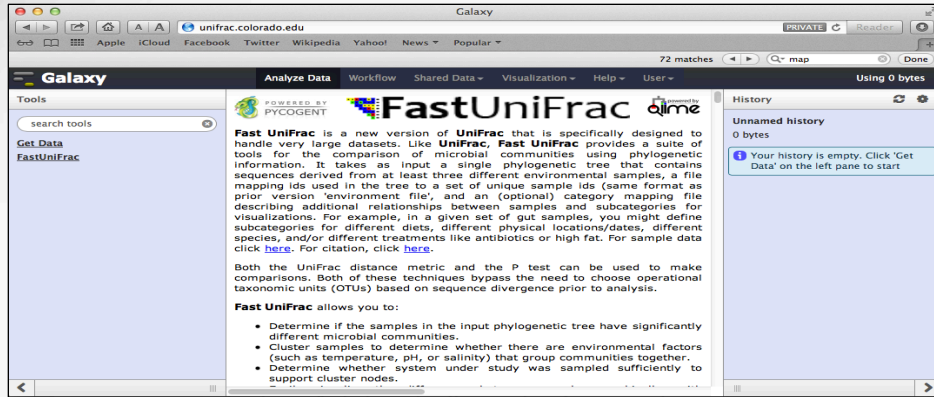 Galaxy
A A unifrac.colorado.edu PRIVATE Reader
Apple iCloud Facebook Twitter Wikipedia Yahoo! News Popular
72 matches map Done
Galaxy Analyze Data Workflow Shared Data Visualization Help User Using 0 bytes
Tools
search tools
Get Data
FastUniFrac
POWERED BY
PYCOGENT
FastUniFrac
powered by
qiime
Fast UniFrac is a new version of UniFrac that is specifically designed to
handle very large datasets. Like UniFrac, Fast UniFrac provides a suite of
tools for the comparison of microbial communities using phylogenetic
information. It takes as input a single phylogenetic tree that contains
sequences derived from at least three different environmental samples, a file
mapping ids used in the tree to a set of unique sample ids (same format as
prior version 'environment file', and an (optional) category mapping file
describing additional relationships between samples and subcategories for
visualizations. For example, in a given set of gut samples, you might define
subcategories for different diets, different physical locations/dates, different
species, and/or different treatments like antibiotics or high fat. For sample data
click here. For citation, click here.
Both the UniFrac distance metric and the P test can be used to make
comparisons. Both of these techniques bypass the need to choose operational
taxonomic units (OTUs) based on sequence divergence prior to analysis.
Fast UniFrac allows you to:
• Determine if the samples in the input phylogenetic tree have significantly
different microbial communities.
• Cluster samples to determine whether there are environmental factors
(such as temperature, pH, or salinity) that group communities together.
• Determine whether system under study was sampled sufficiently to
support cluster nodes.
History
Unnamed history
0 bytes
Your history is empty. Click 'Get
Data' on the left pane to start